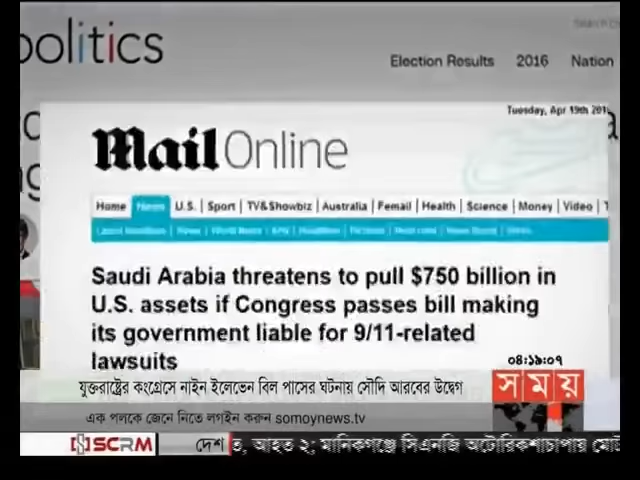 politics
Election Results 2016 Nation
Tuesday, Apr 19th 201
Mail Online
Home News U.S. Sport TV&Showbiz Australia Femail Health Science Money Video
Saudi Arabia threatens to pull $750 billion in
U.S. assets if Congress passes bill making
its government liable for 9/11-related
lawsuits
০৪:১৯:০৭
যুক্তরাষ্ট্রের কংগ্রেসে নাইন ইলেভেন বিল পাসের ঘটনায় সৌদি আরবের উদ্বেগ
সময়
এক পলকে জেনে নিতে লগইন করুন somoynews.tv
SCRM দেশ ত, আহত ২; মানিকগঞ্জে সিএনজি অটোরিকশাচাপায় মোট